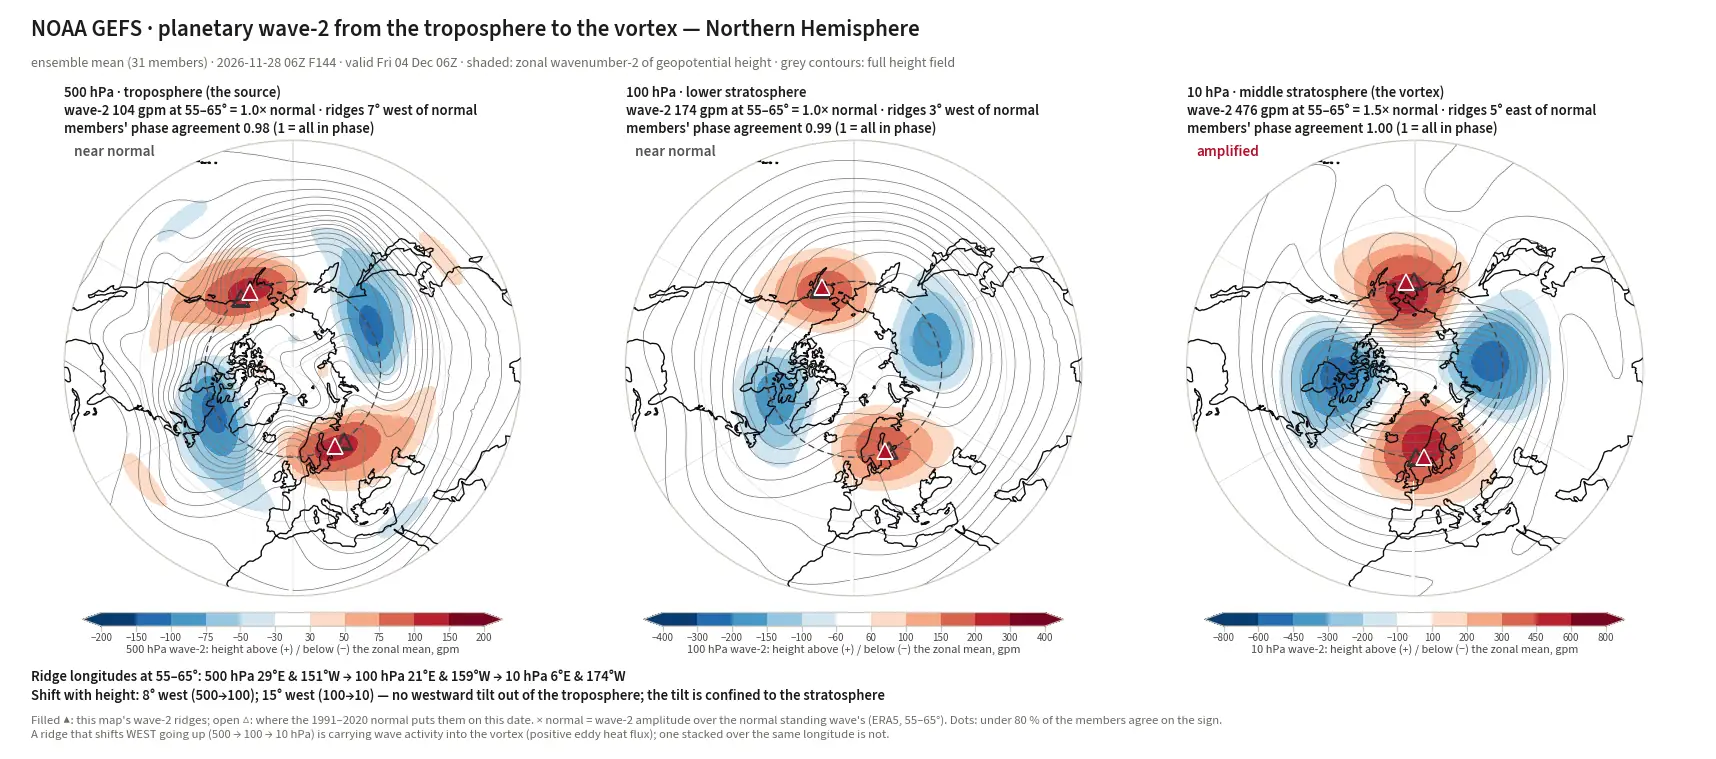 NOAA GEFS · planetary wave-2 from the troposphere to the vortex — Northern Hemisphere
ensemble mean (31 members) · 2026-11-28 06Z F144 · valid Fri 04 Dec 06Z · shaded: zonal wavenumber-2 of geopotential height · grey contours: full height field
500 hPa · troposphere (the source)
wave-2 104 gpm at 55–65° = 1.0× normal · ridges 7° west of normal
members' phase agreement 0.98 (1 = all in phase)
near normal
100 hPa · lower stratosphere
wave-2 174 gpm at 55–65° = 1.0× normal · ridges 3° west of normal
members' phase agreement 0.99 (1 = all in phase)
near normal
10 hPa · middle stratosphere (the vortex)
wave-2 476 gpm at 55–65° = 1.5× normal · ridges 5° east of normal
members' phase agreement 1.00 (1 = all in phase)
amplified
−200 −150 −100 −75 −50 −30 30 50 75 100 150 200
500 hPa wave-2: height above (+) / below (−) the zonal mean, gpm
−400 −300 −200 −150 −100 −60 60 100 150 200 300 400
100 hPa wave-2: height above (+) / below (−) the zonal mean, gpm
−800 −600 −450 −300 −200 −100 100 200 300 450 600 800
10 hPa wave-2: height above (+) / below (−) the zonal mean, gpm
Ridge longitudes at 55–65°: 500 hPa 29°E & 151°W → 100 hPa 21°E & 159°W → 10 hPa 6°E & 174°W
Shift with height: 8° west (500→100); 15° west (100→10) — no westward tilt out of the troposphere; the tilt is confined to the stratosphere
Filled ▲: this map's wave-2 ridges; open △: where the 1991–2020 normal puts them on this date. × normal = wave-2 amplitude over the normal standing wave's (ERA5, 55–65°). Dots: under 80 % of the members agree on the sign.
A ridge that shifts WEST going up (500 → 100 → 10 hPa) is carrying wave activity into the vortex (positive eddy heat flux); one stacked over the same longitude is not.